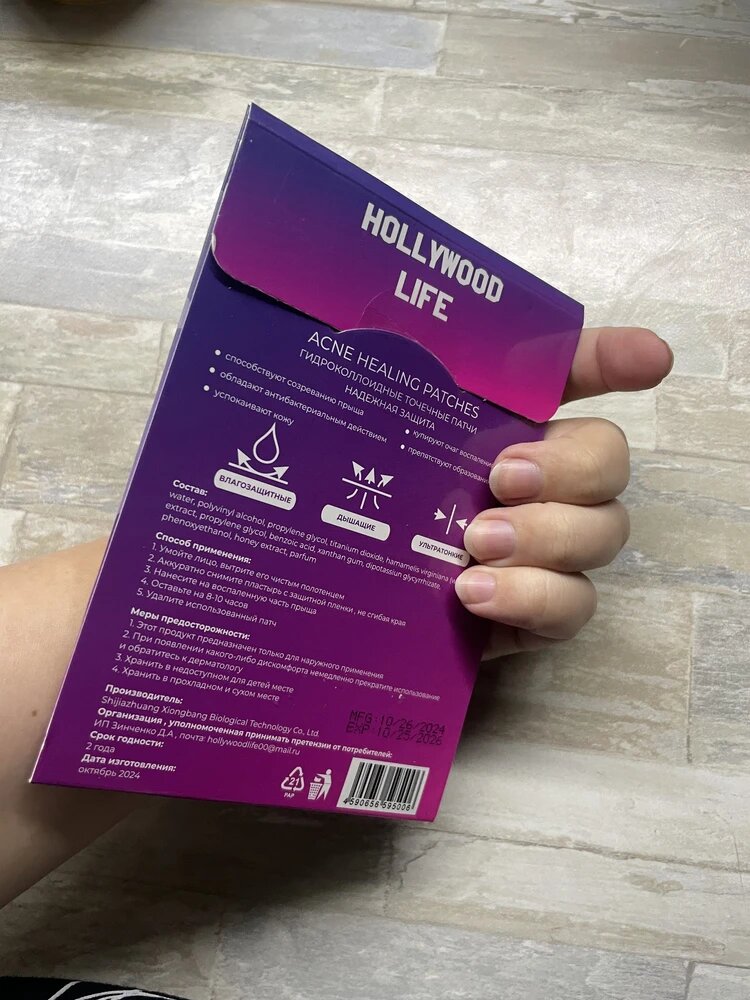 HOLLYWOOD
LIFE
ACNE HEALING PATCHES
ГИДРОКОЛЛОИДНЫЕ ТОЧЕЧНЫЕ ПАТЧИ
НАДЕЖНАЯ ЗАЩИТА
• способствуют созреванию прыща
• обладают антибактериальным действием
• успокаивают кожу
• купируют очаг
• препятствуют
ВЛАГОЗАЩИТНЫЕ
ДЫШАЩИЕ
УЛЬТРАТОНКИЕ
Состав:
water, polyvinyl alcohol, propylene glycol, titanium dioxide, hamamelis virginiana
extract, propylene glycol, benzoic acid, xanthan gum, dipotassiun glycyrrhizate,
phenoxyethanol, honey extract, parfum
Способ применения:
1. Умойте лицо, вытрите его чистым полотенцем
2. Аккуратно снимите пластырь с защитной пленки, не сгибая края
3. Нанесите на воспаленную часть прыща
4. Оставьте на 8-10 часов
5. Удалите использованный патч
Меры предосторожности:
1. Этот продукт предназначен только для наружного применения
2. При появлении какого-либо дискомфорта немедленно прекратите использование
и обратитесь к дерматологу
3. Хранить в недоступном для детей месте
4. Хранить в прохладном и сухом месте
Производитель:
Shijiazhuang Xiongbang Biological Technology Co., Ltd.
Организация, уполномоченная принимать претензии от потребителей:
ИП Зинченко Д.А, почта: hollywoodlife00@mail.ru
Срок годности:
2 года
Дата изготовления:
октябрь 2024
MFG:10/26/2024
EXP:10/25/2026
21
PAP
4590656595006